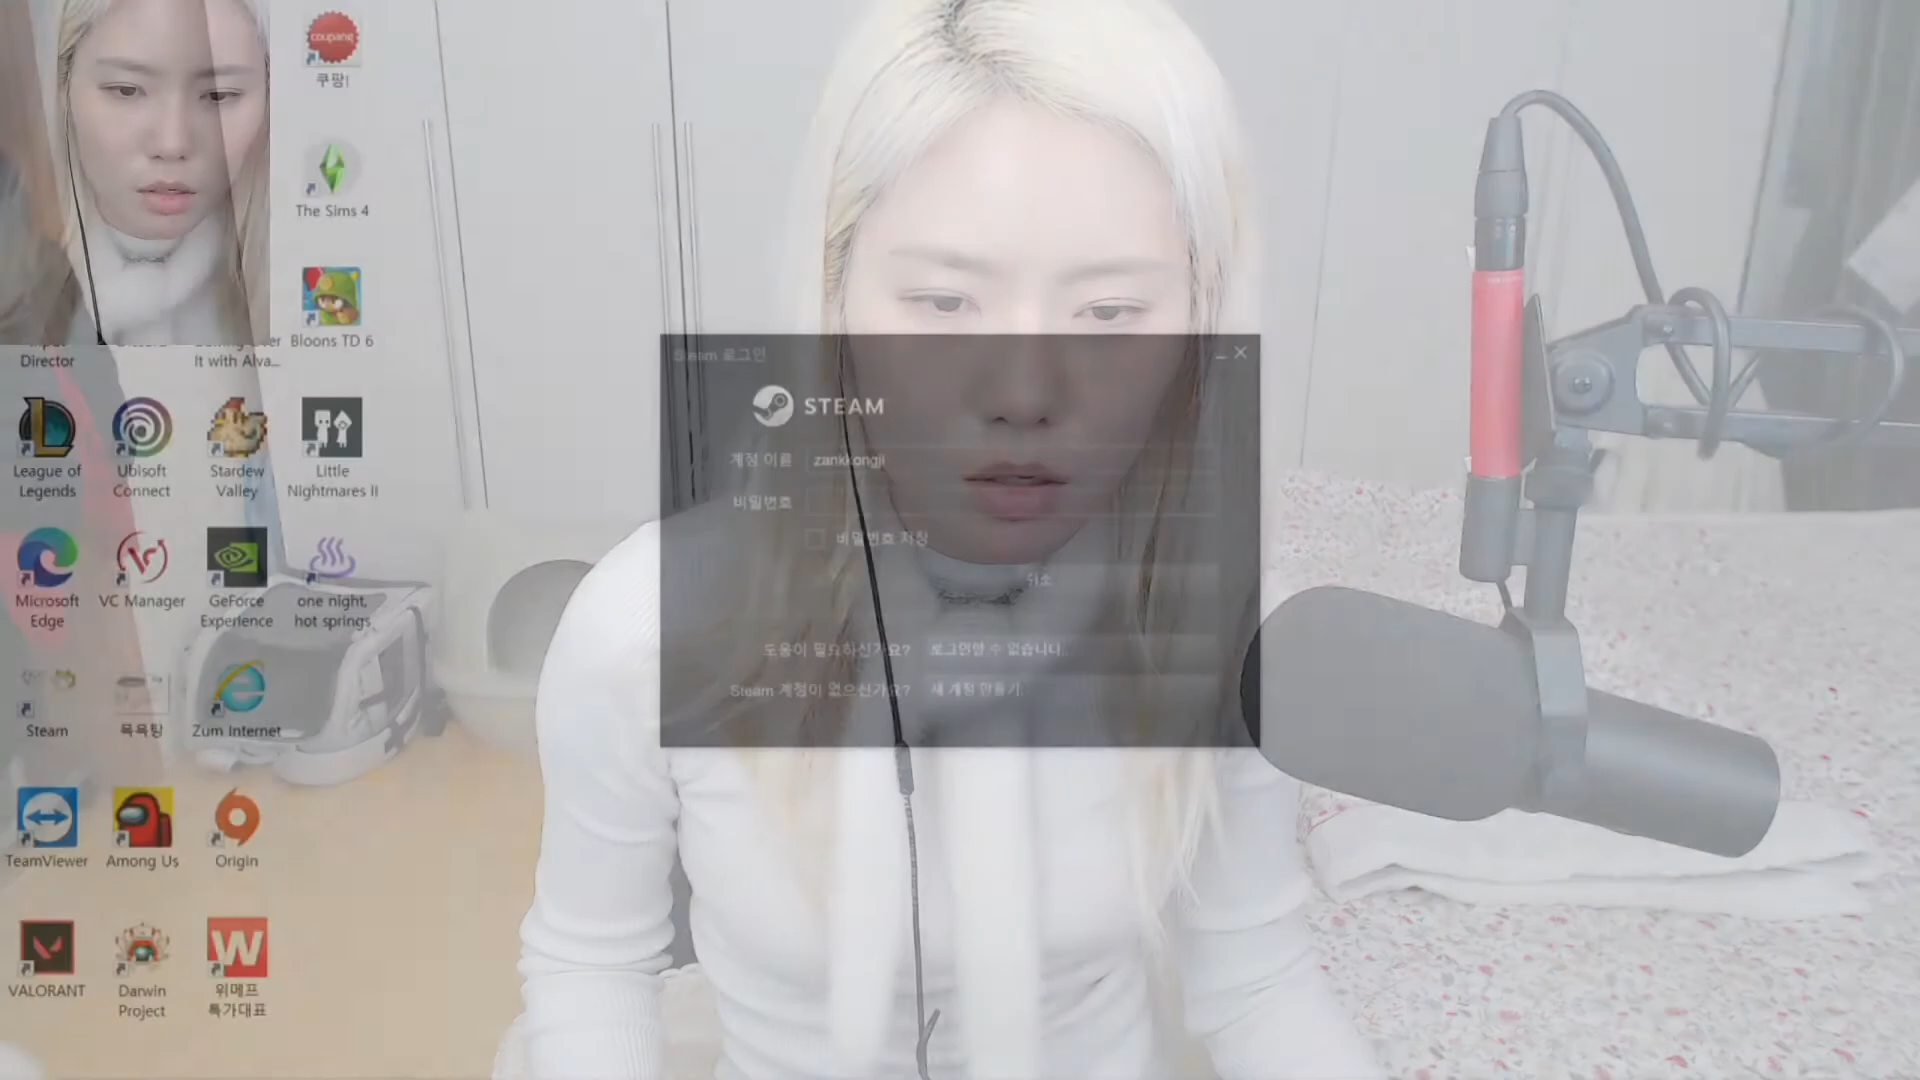 coupang
쿠팡!
The Sims 4
Director
It with Alva...
Bloons TD 6
League of
Legends
Ubisoft
Connect
Stardew
Valley
Little
Nightmares II
Microsoft
Edge
VC Manager
GeForce
Experience
one night,
hot springs
Steam
목욕탕
Zum Internet
TeamViewer
Among Us
Origin
VALORANT
Darwin
Project
W
위메프
특가대표
Steam 로그인
STEAM
계정 이름
zankkongji
비밀번호
비밀번호 저장
취소
도움이 필요하신가요?
로그인할 수 없습니다..
Steam 계정이 없으신가요?
새 계정 만들기.